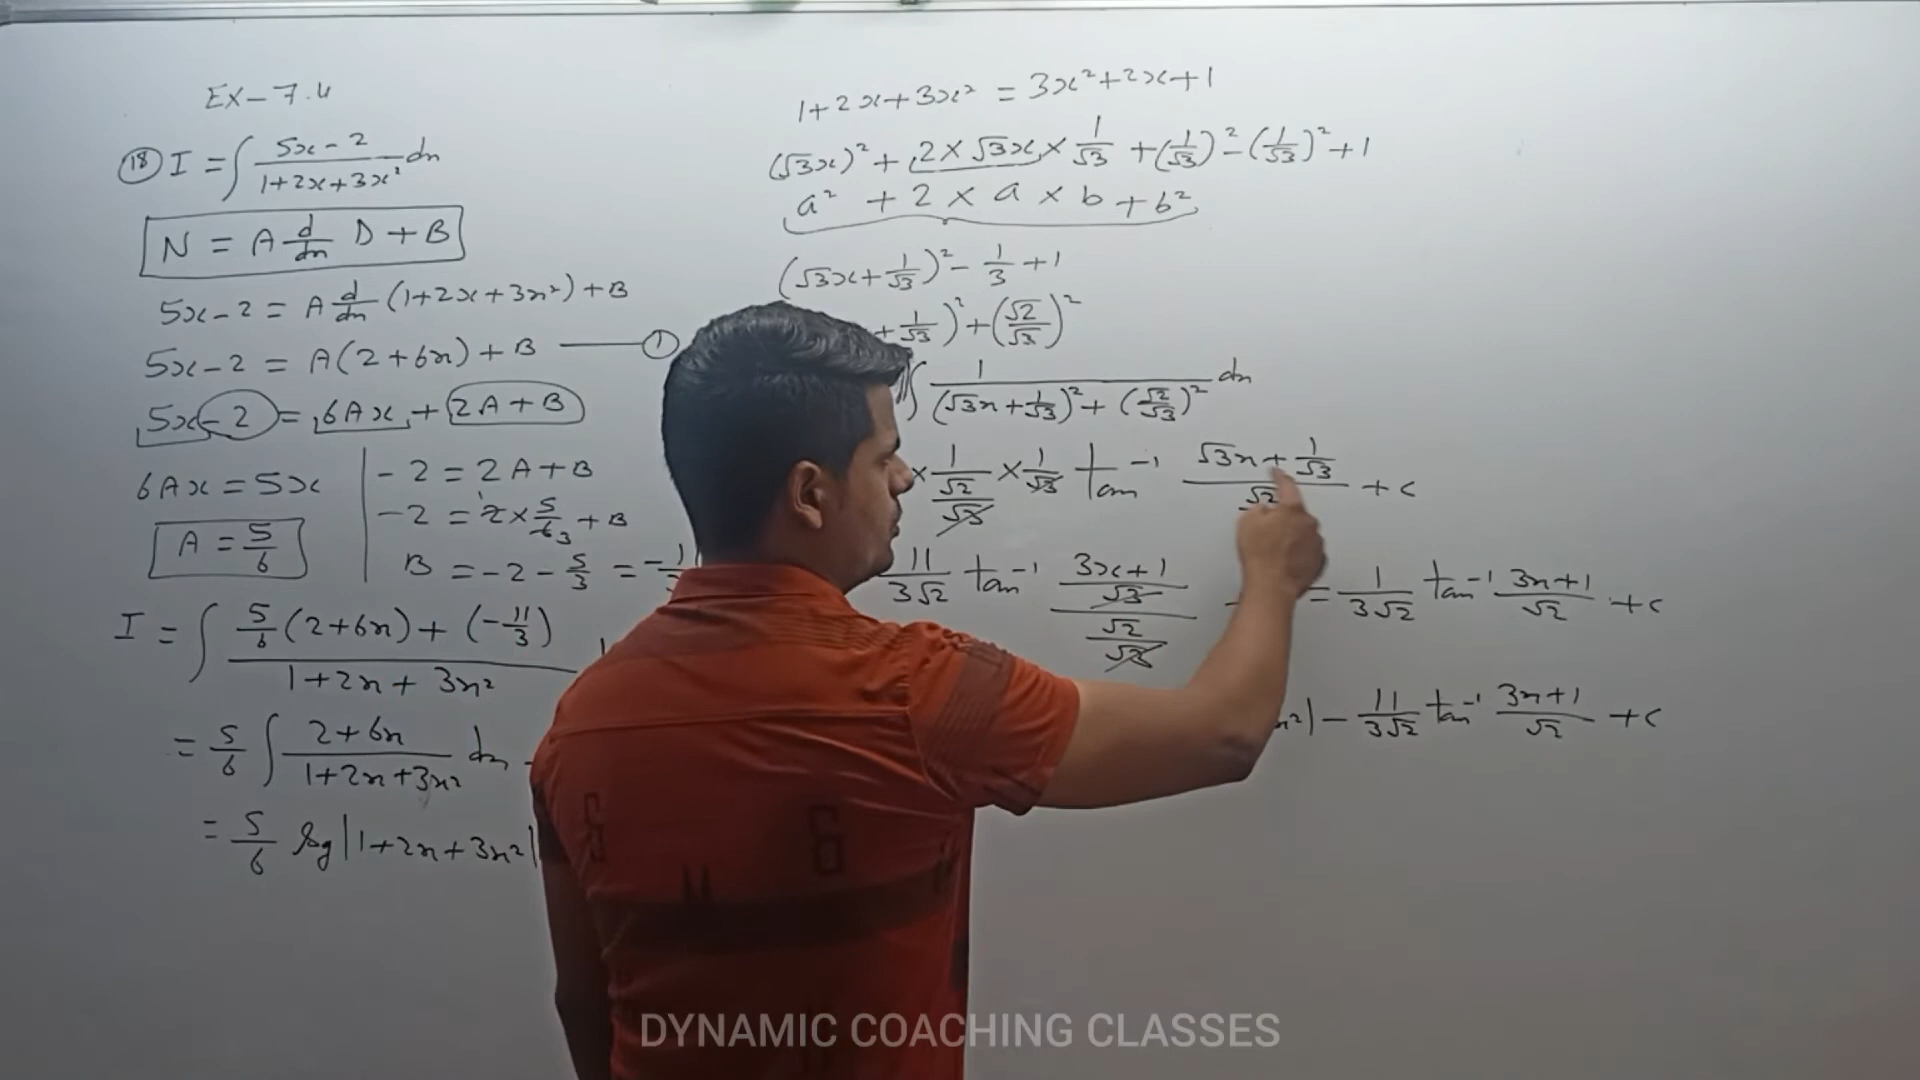 EX-7.4
(18) I = ∫ (5x-2)/(1+2x+3x²) dx
N = A d/dx D + B
5x-2 = A d/dx (1+2x+3x²) + B
5x-2 = A(2+6x) + B —— (1)
5x-2 = 6Ax + 2A+B
6Ax = 5x
A = 5/6
-2 = 2A+B
-2 = 2 × 5/6 3 + B
B = -2 - 5/3 = -1
I = ∫ (5/6 (2+6x) + (-11/3))/(1+2x+3x²)
= 5/6 ∫ (2+6x)/(1+2x+3x²) dx -
= 5/6 log|1+2x+3x²|
1+2x+3x² = 3x²+2x+1
(√3x)² + 2×√3x × 1/√3 + (1/√3)² - (1/√3)² + 1
a² + 2 × a × b + b²
(√3x + 1/√3)² - 1/3 + 1
+ 1/√3)² + (√2/√3)²
∫ 1/((√3x + 1/√3)² + (√2/√3)²) dx
× 1/(√2/√3) × 1/√3 tan⁻¹ (√3x + 1/√3)/√2 + c
11/(3√2) tan⁻¹ ((3x+1)/√3)/(√2/√3)
= 1/(3√2) tan⁻¹ (3x+1)/√2 + c
x²| - 11/(3√2) tan⁻¹ (3x+1)/√2 + c
DYNAMIC COACHING CLASSES